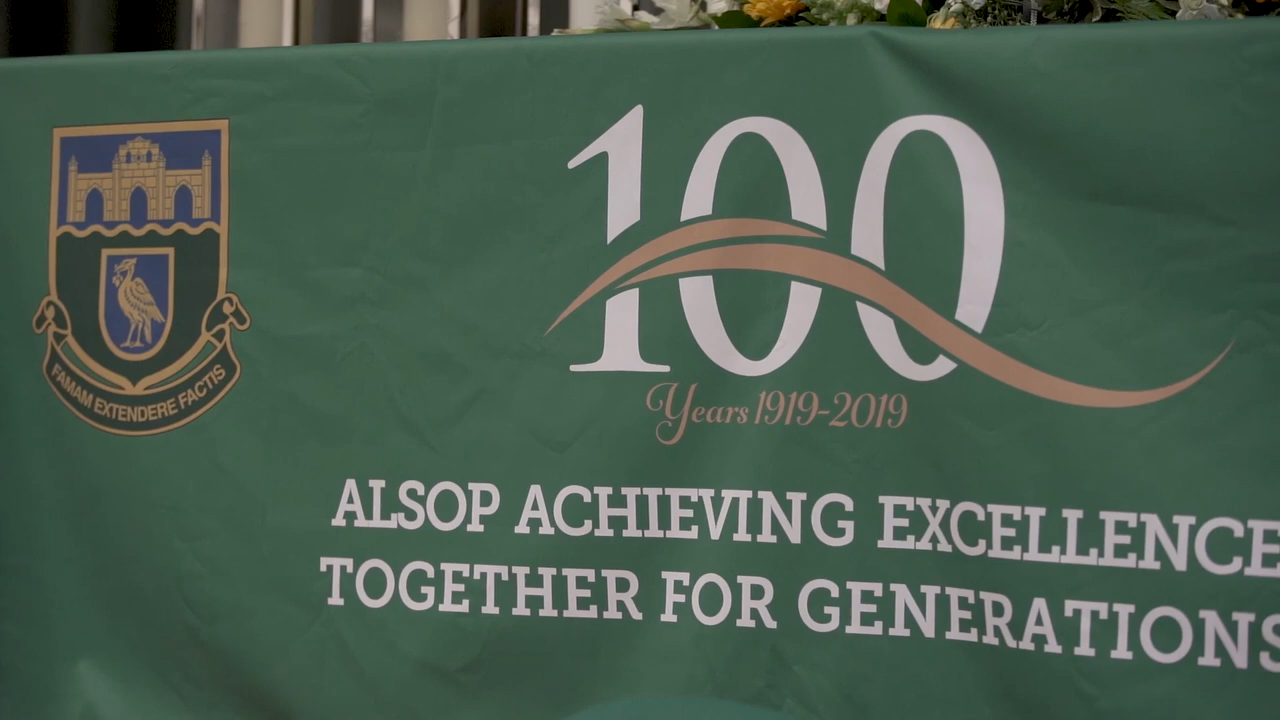 FAMAM EXTENDERE FACTIS
100
Years 1919-2019
ALSOP ACHIEVING EXCELLENCE
TOGETHER FOR GENERATIONS